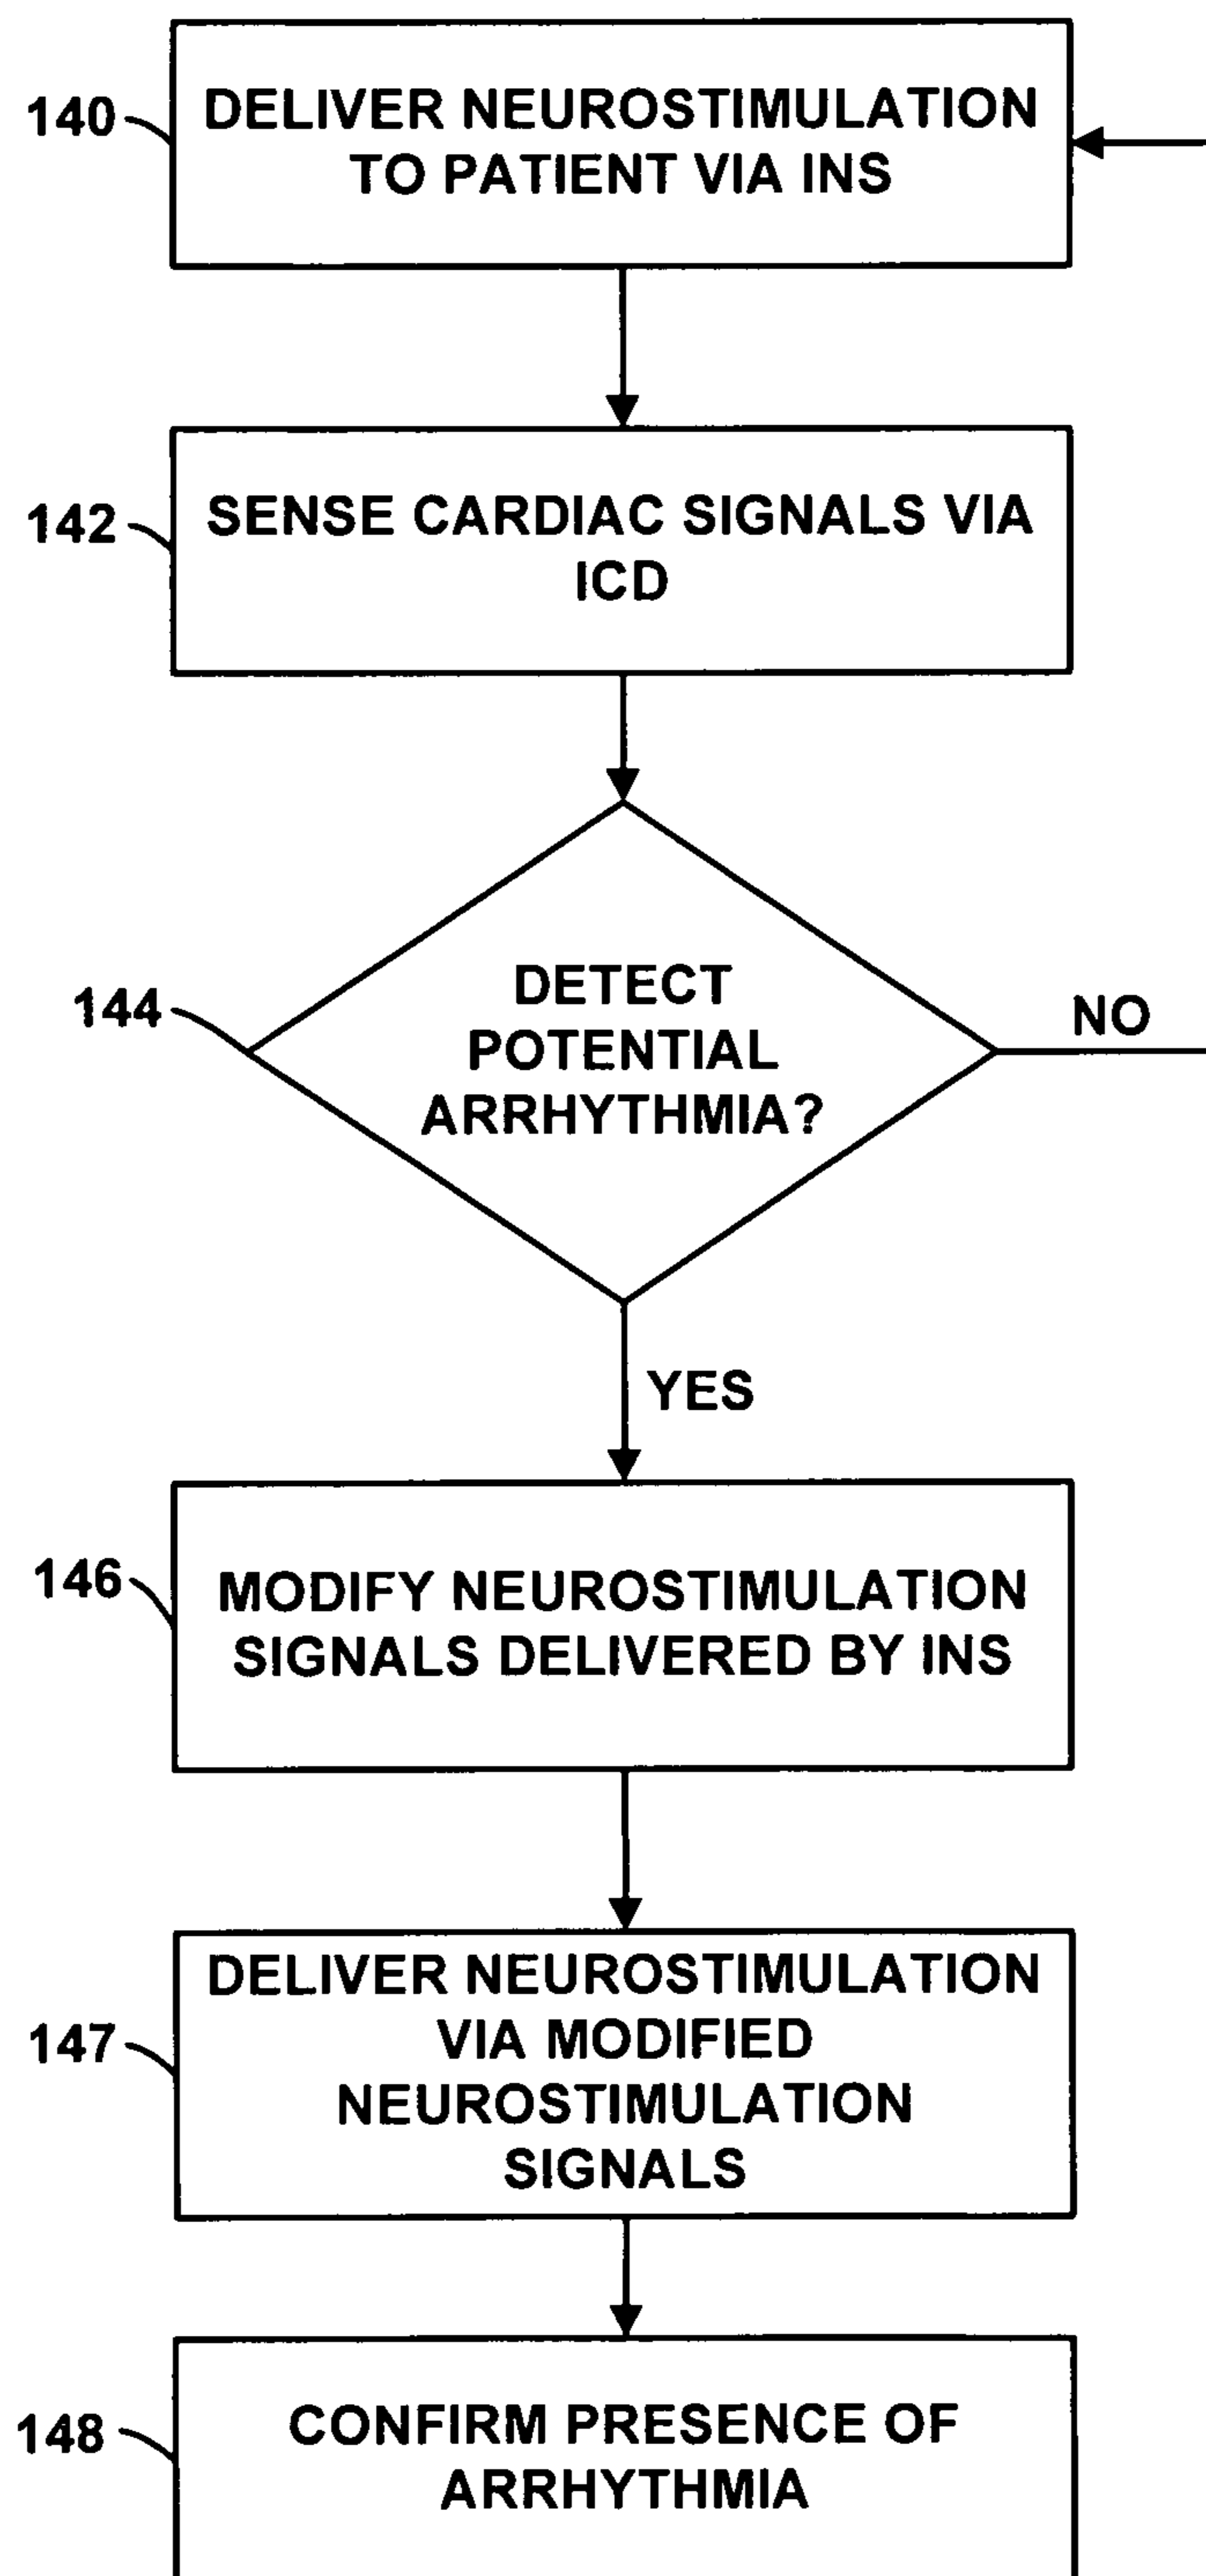 140
DELIVER NEUROSTIMULATION
TO PATIENT VIA INS
142
SENSE CARDIAC SIGNALS VIA
ICD
144
DETECT
POTENTIAL
ARRHYTHMIA?
NO
YES
146
MODIFY NEUROSTIMULATION
SIGNALS DELIVERED BY INS
147
DELIVER NEUROSTIMULATION
VIA MODIFIED
NEUROSTIMULATION
SIGNALS
148
CONFIRM PRESENCE OF
ARRHYTHMIA